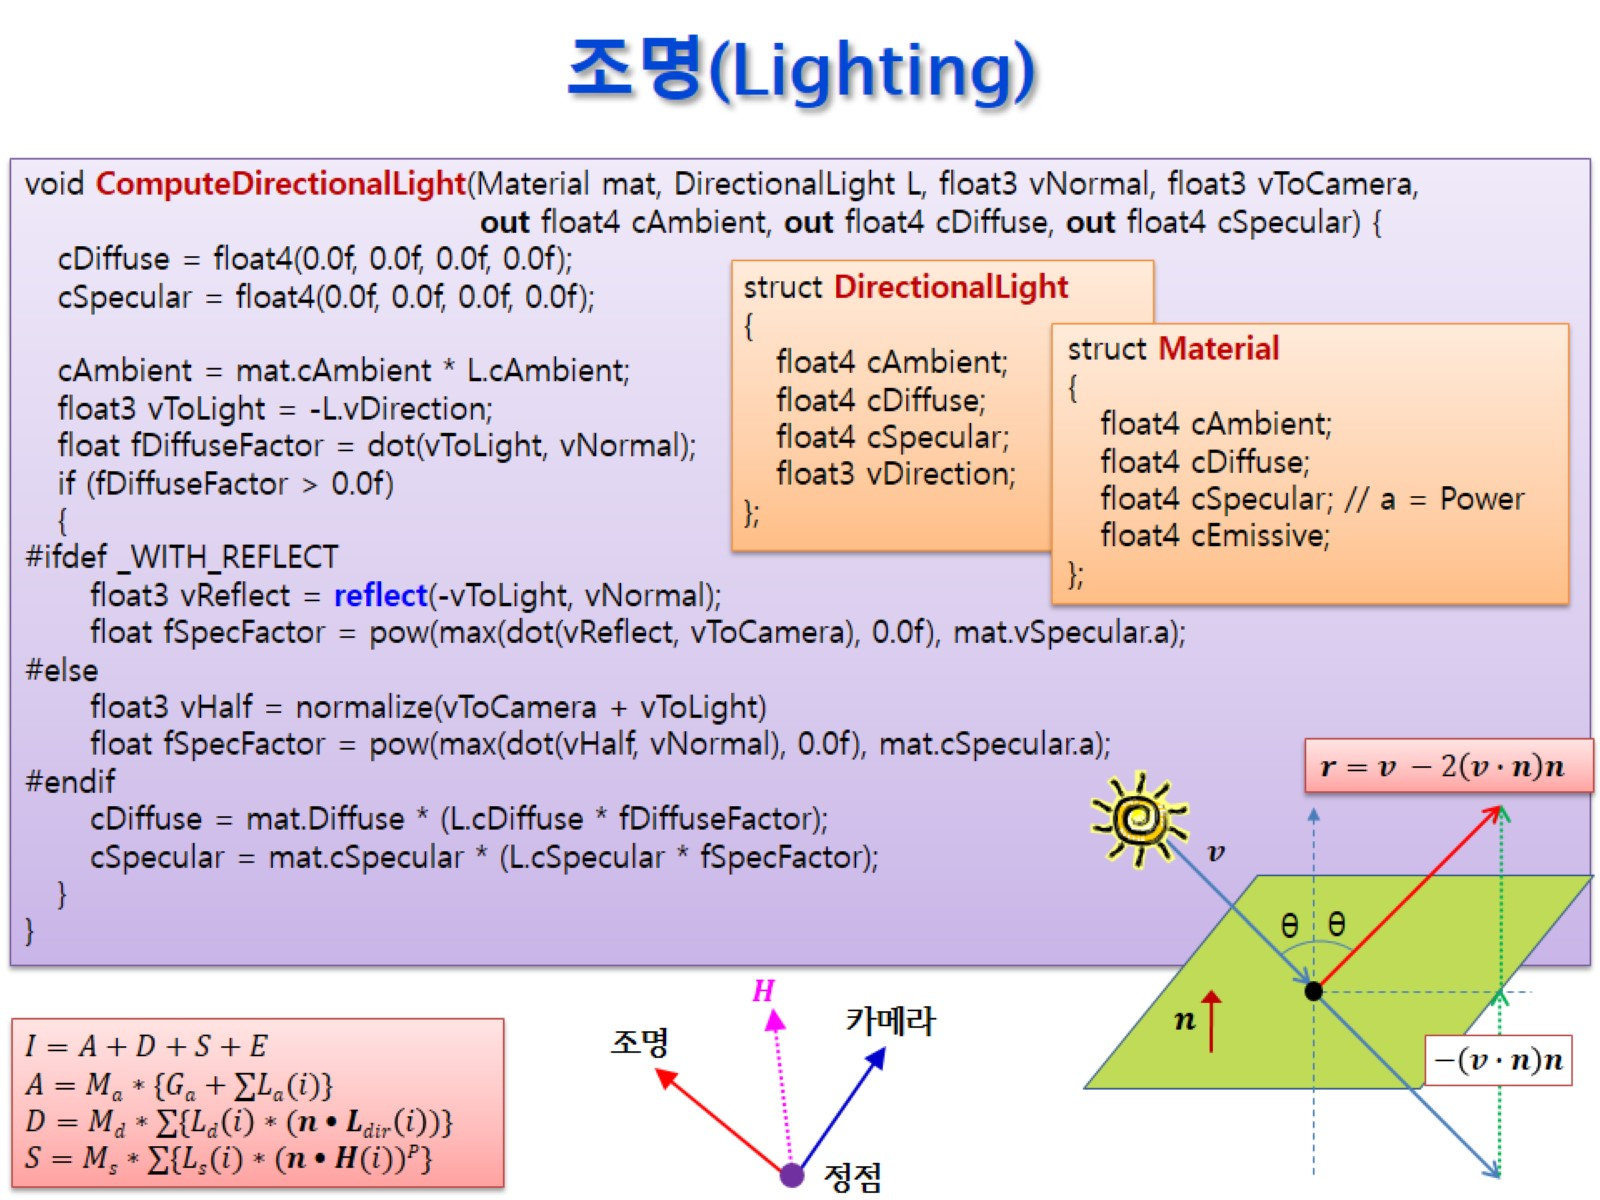 조명(Lighting)
void ComputeDirectionalLight(Material mat, DirectionalLight L, float3 vNormal, float3 vToCamera,
out float4 cAmbient, out float4 cDiffuse, out float4 cSpecular) {
cDiffuse = float4(0.0f, 0.0f, 0.0f, 0.0f);
cSpecular = float4(0.0f, 0.0f, 0.0f, 0.0f);
cAmbient = mat.cAmbient * L.cAmbient;
float3 vToLight = -L.vDirection;
float fDiffuseFactor = dot(vToLight, vNormal);
if (fDiffuseFactor > 0.0f)
{
#ifdef _WITH_REFLECT
float3 vReflect = reflect(-vToLight, vNormal);
float fSpecFactor = pow(max(dot(vReflect, vToCamera), 0.0f), mat.vSpecular.a);
#else
float3 vHalf = normalize(vToCamera + vToLight)
float fSpecFactor = pow(max(dot(vHalf, vNormal), 0.0f), mat.cSpecular.a);
#endif
cDiffuse = mat.Diffuse * (L.cDiffuse * fDiffuseFactor);
cSpecular = mat.cSpecular * (L.cSpecular * fSpecFactor);
}
}
struct DirectionalLight
{
float4 cAmbient;
float4 cDiffuse;
float4 cSpecular;
float3 vDirection;
};
struct Material
{
float4 cAmbient;
float4 cDiffuse;
float4 cSpecular; // a = Power
float4 cEmissive;
};
r = v − 2(v · n)n
v
θ θ
n
−(v · n)n
I = A + D + S + E
A = Mₐ * {Gₐ + ∑Lₐ(i)}
D = M_d * ∑{L_d(i) * (n • L_dir(i))}
S = M_s * ∑{L_s(i) * (n • H(i))^P}
H
조명
카메라
정점